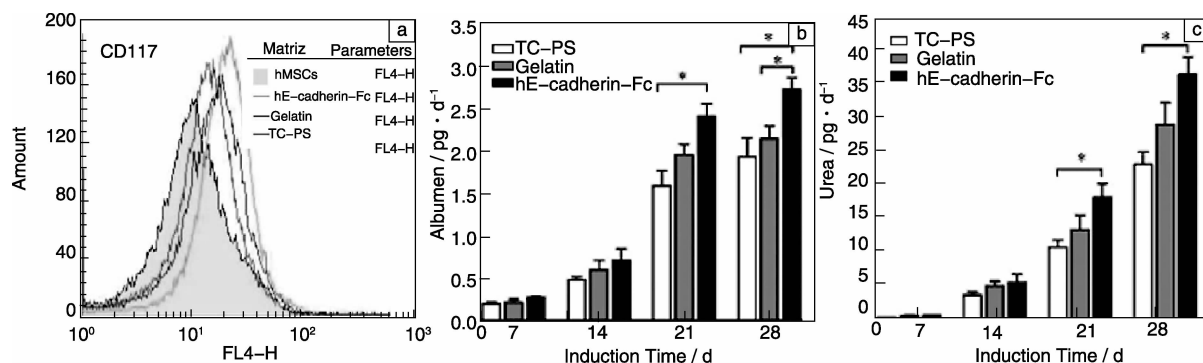 a
CD117
Matriz Parameters
hMSCs FL4-H
hE-cadherin-Fc FL4-H
Gelatin FL4-H
TC-PS FL4-H
200
160
120
80
40
0
Amount
10⁰ 10¹ 10² 10³
FL4-H
b
TC-PS
Gelatin
hE-cadherin-Fc
* * *
3.5
3.0
2.5
2.0
1.5
1.0
0.5
0.0
Albumen / pg · d⁻¹
0 7 14 21 28
Induction Time / d
c
TC-PS
Gelatin
hE-cadherin-Fc
* *
45
40
35
30
25
20
15
10
5
0
Urea / pg · d⁻¹
0 7 14 21 28
Induction Time / d